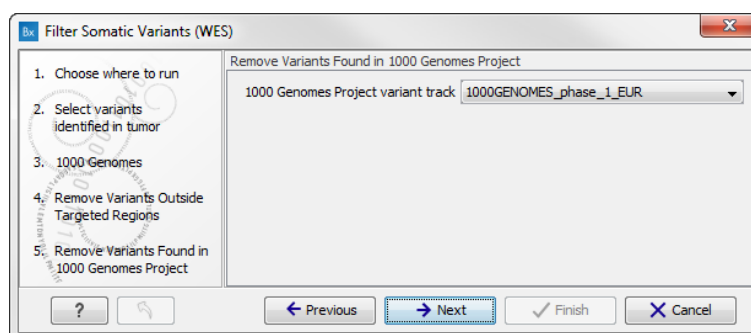 Bx Filter Somatic Variants (WES) X
Remove Variants Found in 1000 Genomes Project
1. Choose where to run
2. Select variants
identified in tumor
3. 1000 Genomes
4. Remove Variants Outside
Targeted Regions
5. Remove Variants Found in
1000 Genomes Project
1000 Genomes Project variant track 1000GENOMES_phase_1_EUR
? Previous Next Finish Cancel